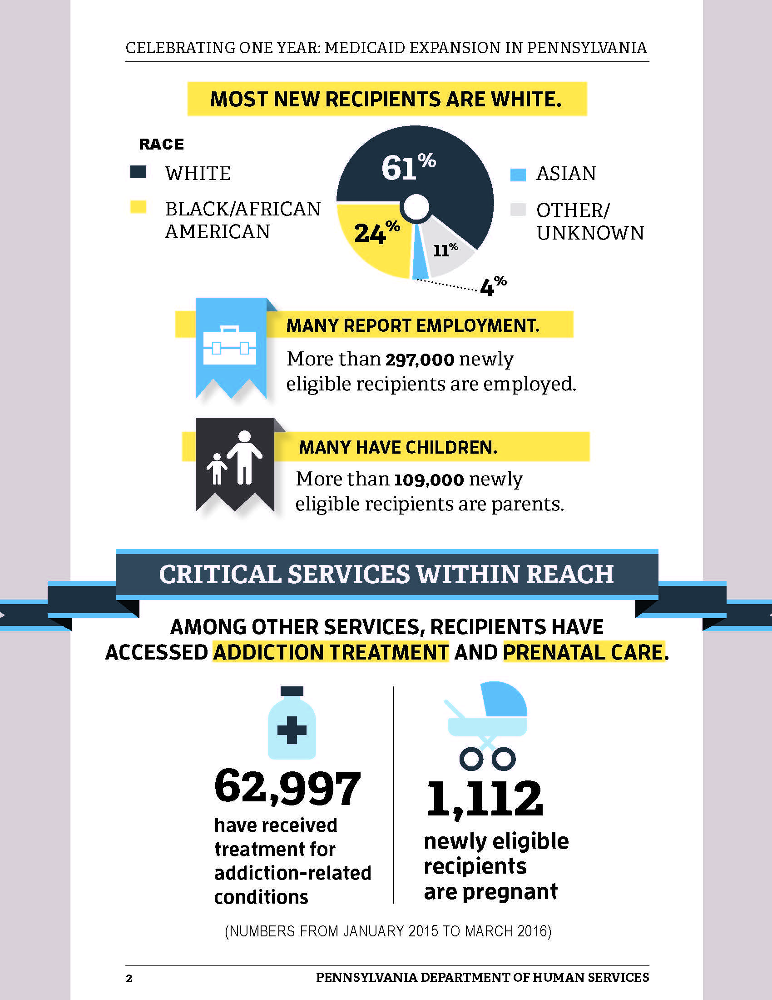 CELEBRATING ONE YEAR: MEDICAID EXPANSION IN PENNSYLVANIA
MOST NEW RECIPIENTS ARE WHITE.
RACE
WHITE
BLACK/AFRICAN
AMERICAN
61%
24%
11%
4%
ASIAN
OTHER/
UNKNOWN
MANY REPORT EMPLOYMENT.
More than 297,000 newly
eligible recipients are employed.
MANY HAVE CHILDREN.
More than 109,000 newly
eligible recipients are parents.
CRITICAL SERVICES WITHIN REACH
AMONG OTHER SERVICES, RECIPIENTS HAVE
ACCESSED ADDICTION TREATMENT AND PRENATAL CARE.
62,997
have received
treatment for
addiction-related
conditions
1,112
newly eligible
recipients
are pregnant
(NUMBERS FROM JANUARY 2015 TO MARCH 2016)
2
PENNSYLVANIA DEPARTMENT OF HUMAN SERVICES